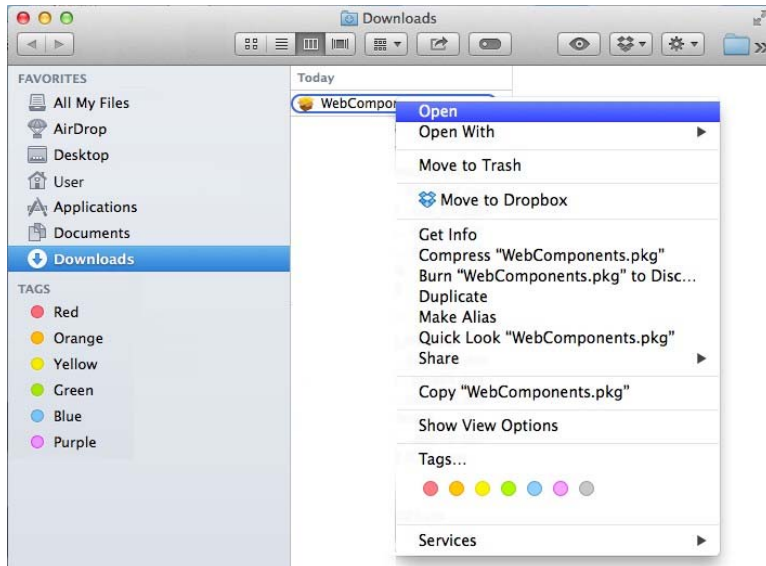 Downloads
FAVORITES
All My Files
AirDrop
Desktop
User
Applications
Documents
Downloads
TAGS
Red
Orange
Yellow
Green
Blue
Purple
Today
WebCompo
Open
Open With
Move to Trash
Move to Dropbox
Get Info
Compress “WebComponents.pkg”
Burn “WebComponents.pkg” to Disc...
Duplicate
Make Alias
Quick Look “WebComponents.pkg”
Share
Copy “WebComponents.pkg”
Show View Options
Tags...
Services